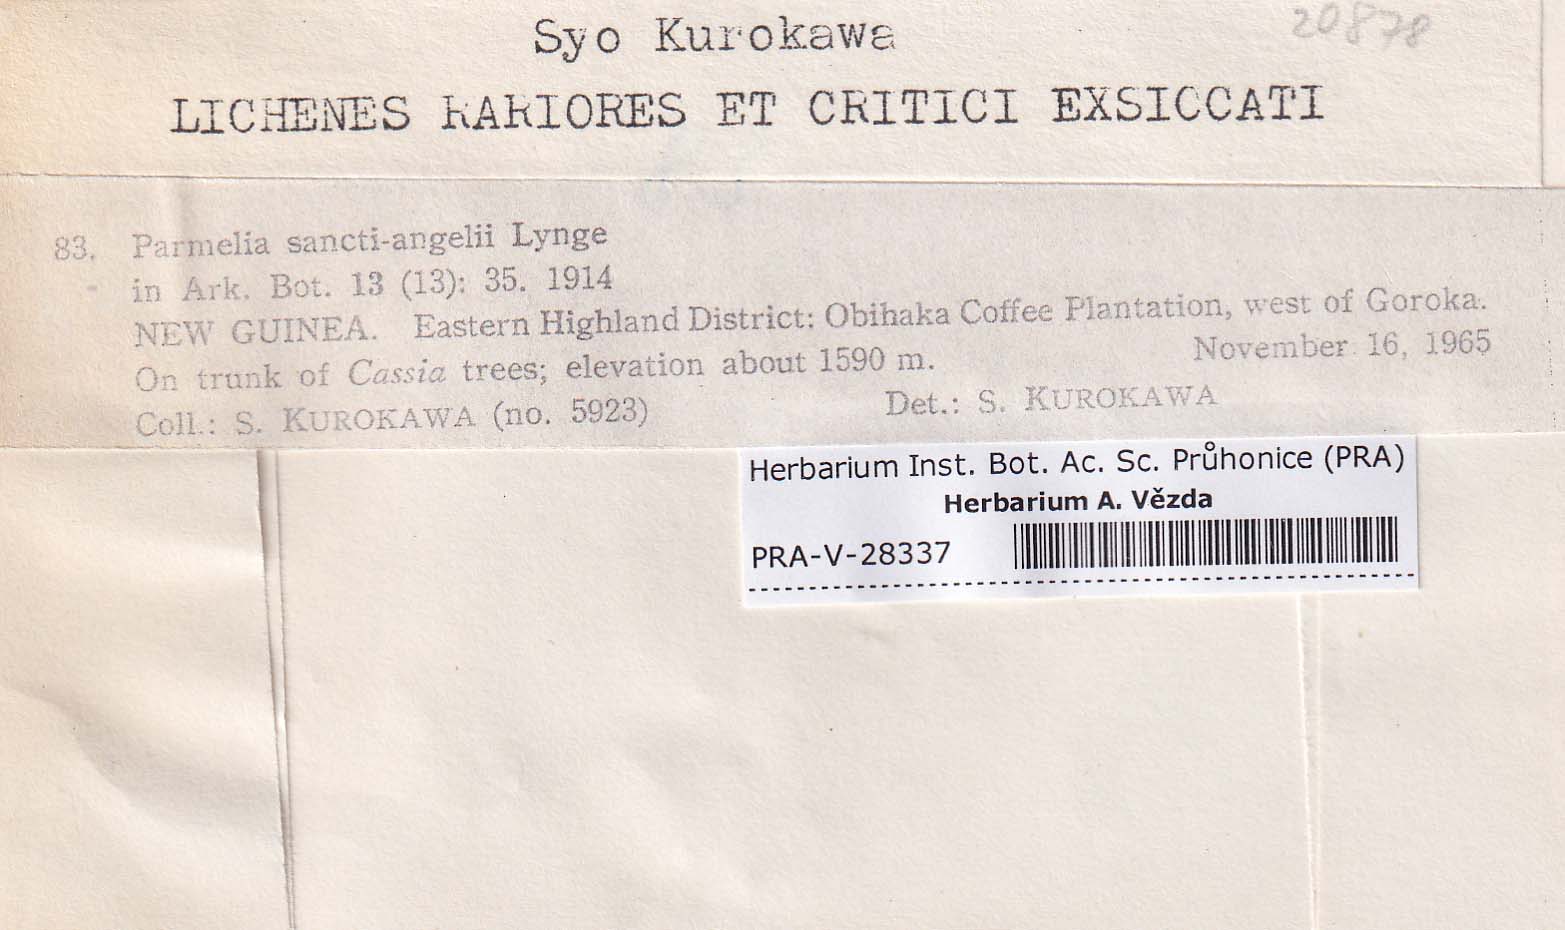 20878
Syo Kurokawa
LICHENES RARIORES ET CRITICI EXSICCATI
83. Parmelia sancti-angelii Lynge
in Ark. Bot. 13 (13): 35. 1914
NEW GUINEA. Eastern Highland District: Obihaka Coffee Plantation, west of Goroka.
On trunk of Cassia trees; elevation about 1590 m. November 16, 1965
Coll.: S. KUROKAWA (no. 5923) Det.: S. KUROKAWA
Herbarium Inst. Bot. Ac. Sc. Průhonice (PRA)
Herbarium A. Vězda
PRA-V-28337